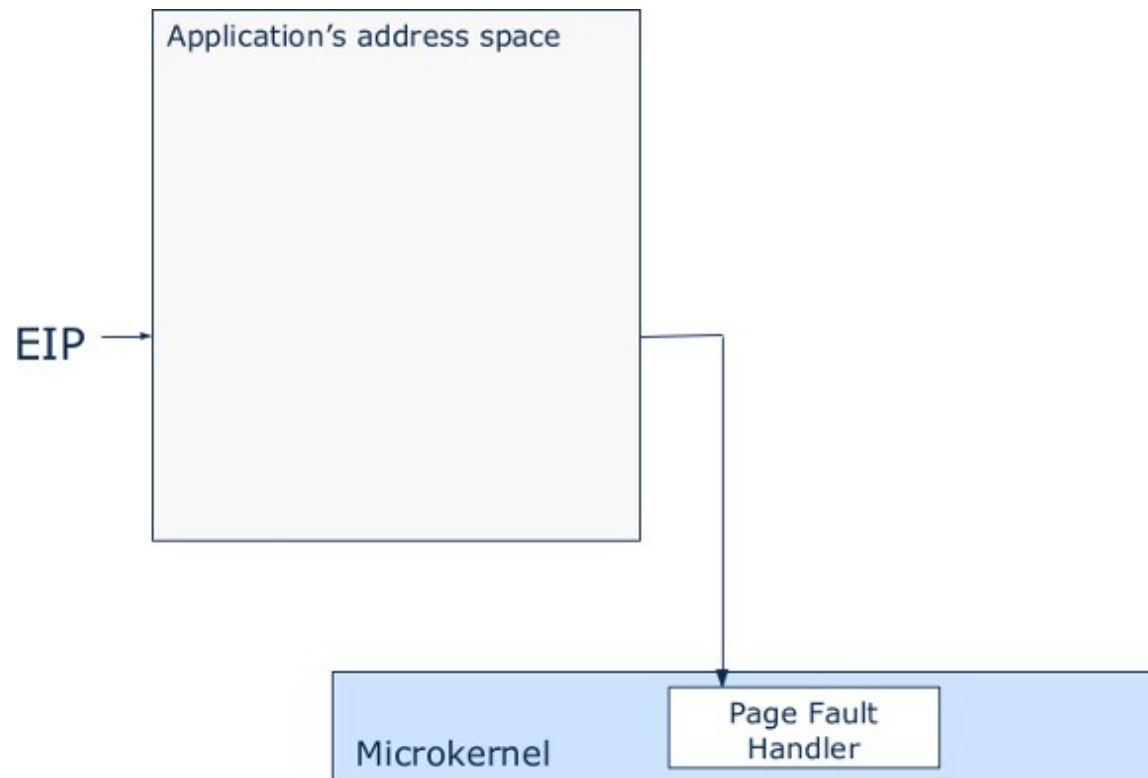 Application’s address space
EIP
Page Fault
Handler
Microkernel